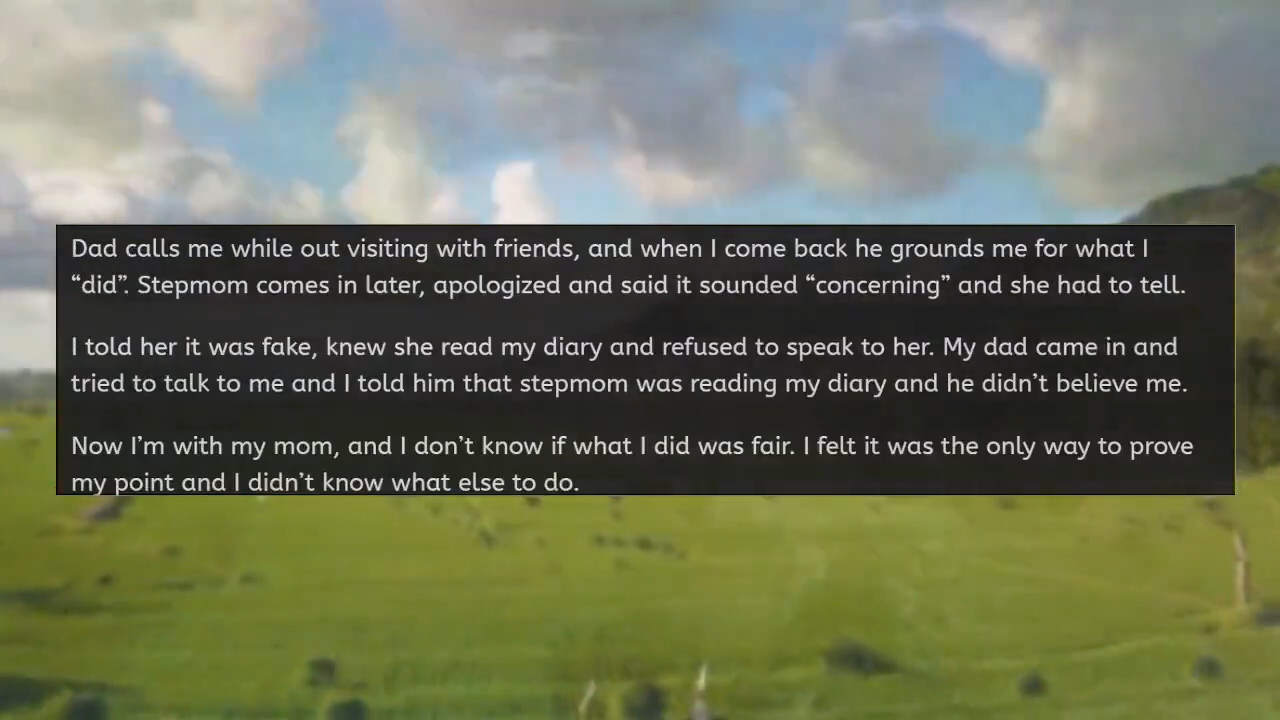 Dad calls me while out visiting with friends, and when I come back he grounds me for what I
“did”. Stepmom comes in later, apologized and said it sounded “concerning” and she had to tell.
I told her it was fake, knew she read my diary and refused to speak to her. My dad came in and
tried to talk to me and I told him that stepmom was reading my diary and he didn’t believe me.
Now I’m with my mom, and I don’t know if what I did was fair. I felt it was the only way to prove
my point and I didn’t know what else to do.